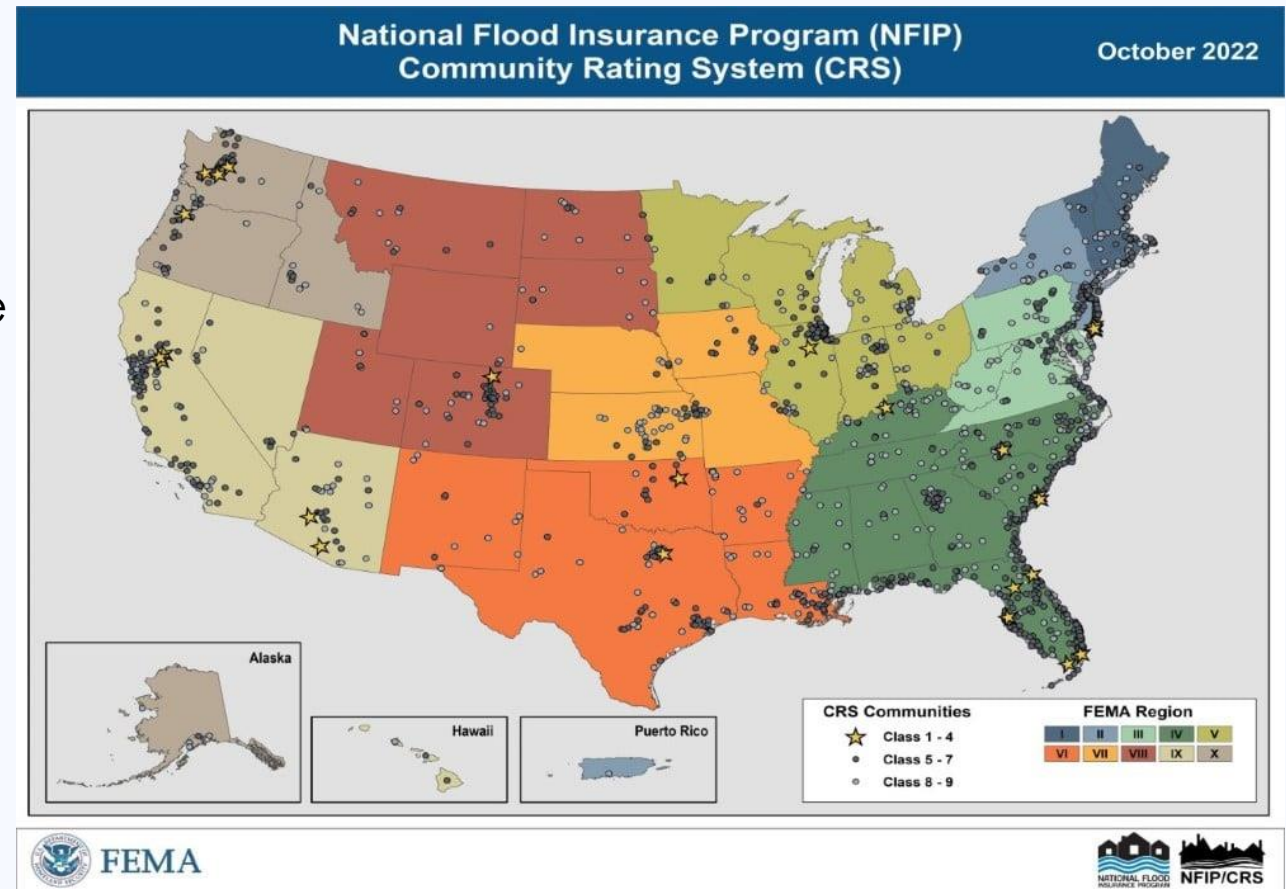 National Flood Insurance Program (NFIP)
Community Rating System (CRS)
October 2022
e
Alaska
Hawaii
Puerto Rico
CRS Communities
Class 1 - 4
Class 5 - 7
Class 8 - 9
FEMA Region
I II III IV V
VI VII VIII IX X
FEMA
NATIONAL FLOOD
INSURANCE PROGRAM
NFIP/CRS